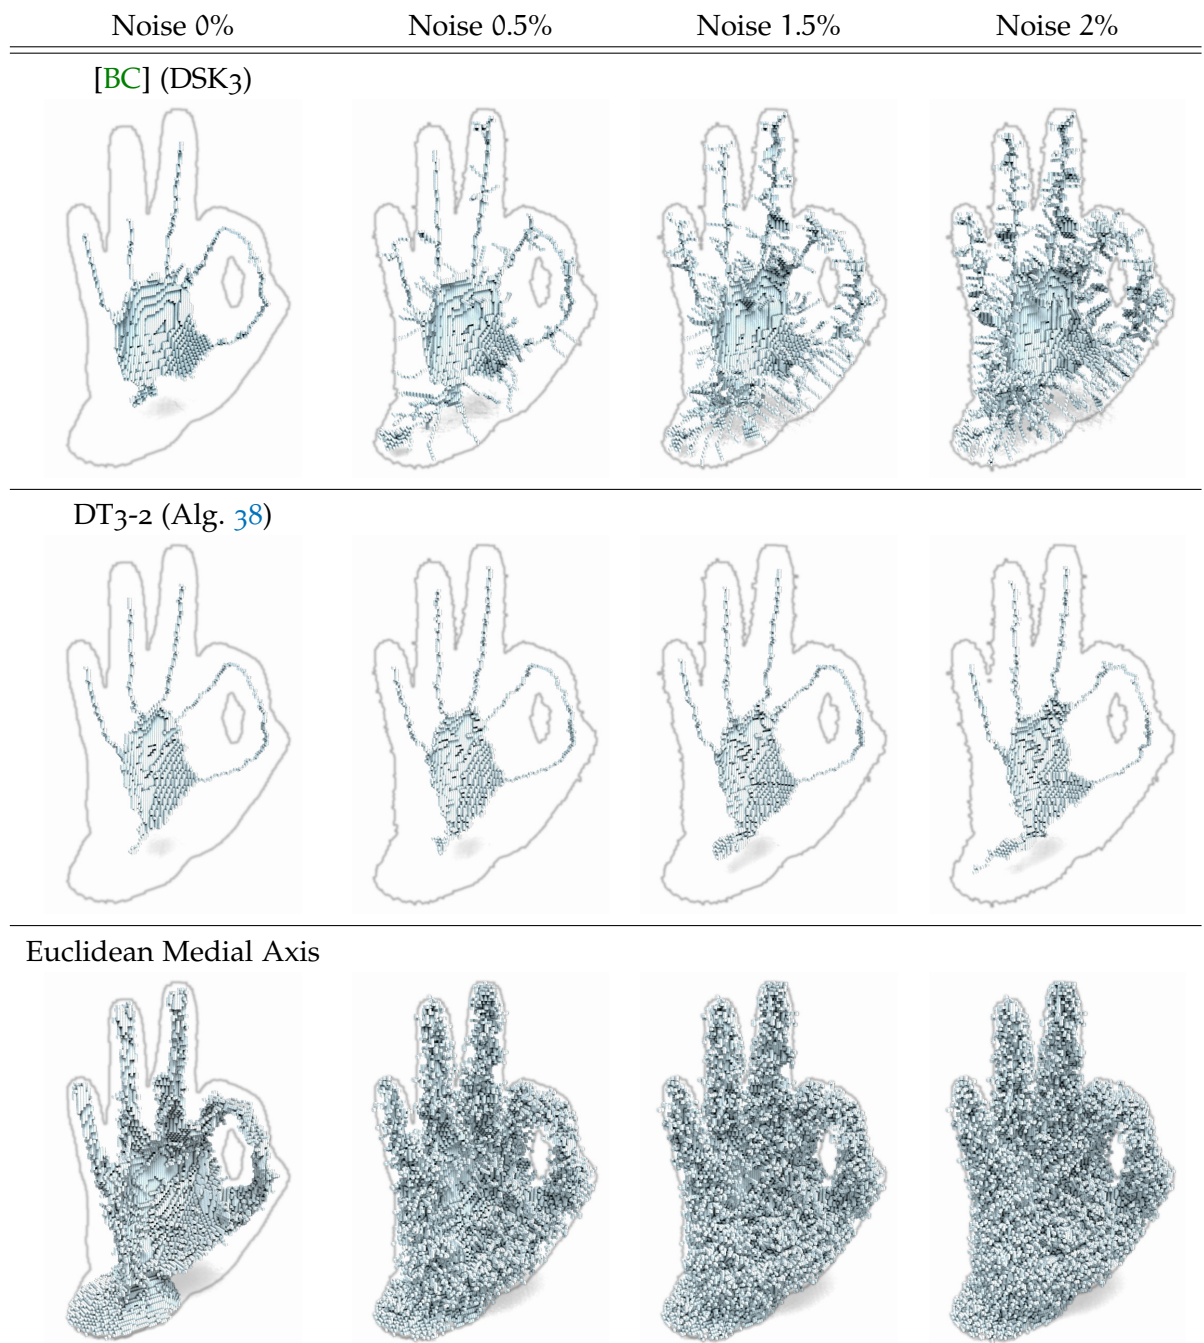 Noise 0% Noise 0.5% Noise 1.5% Noise 2%
[BC] (DSK3)
DT3-2 (Alg. 38)
Euclidean Medial Axis